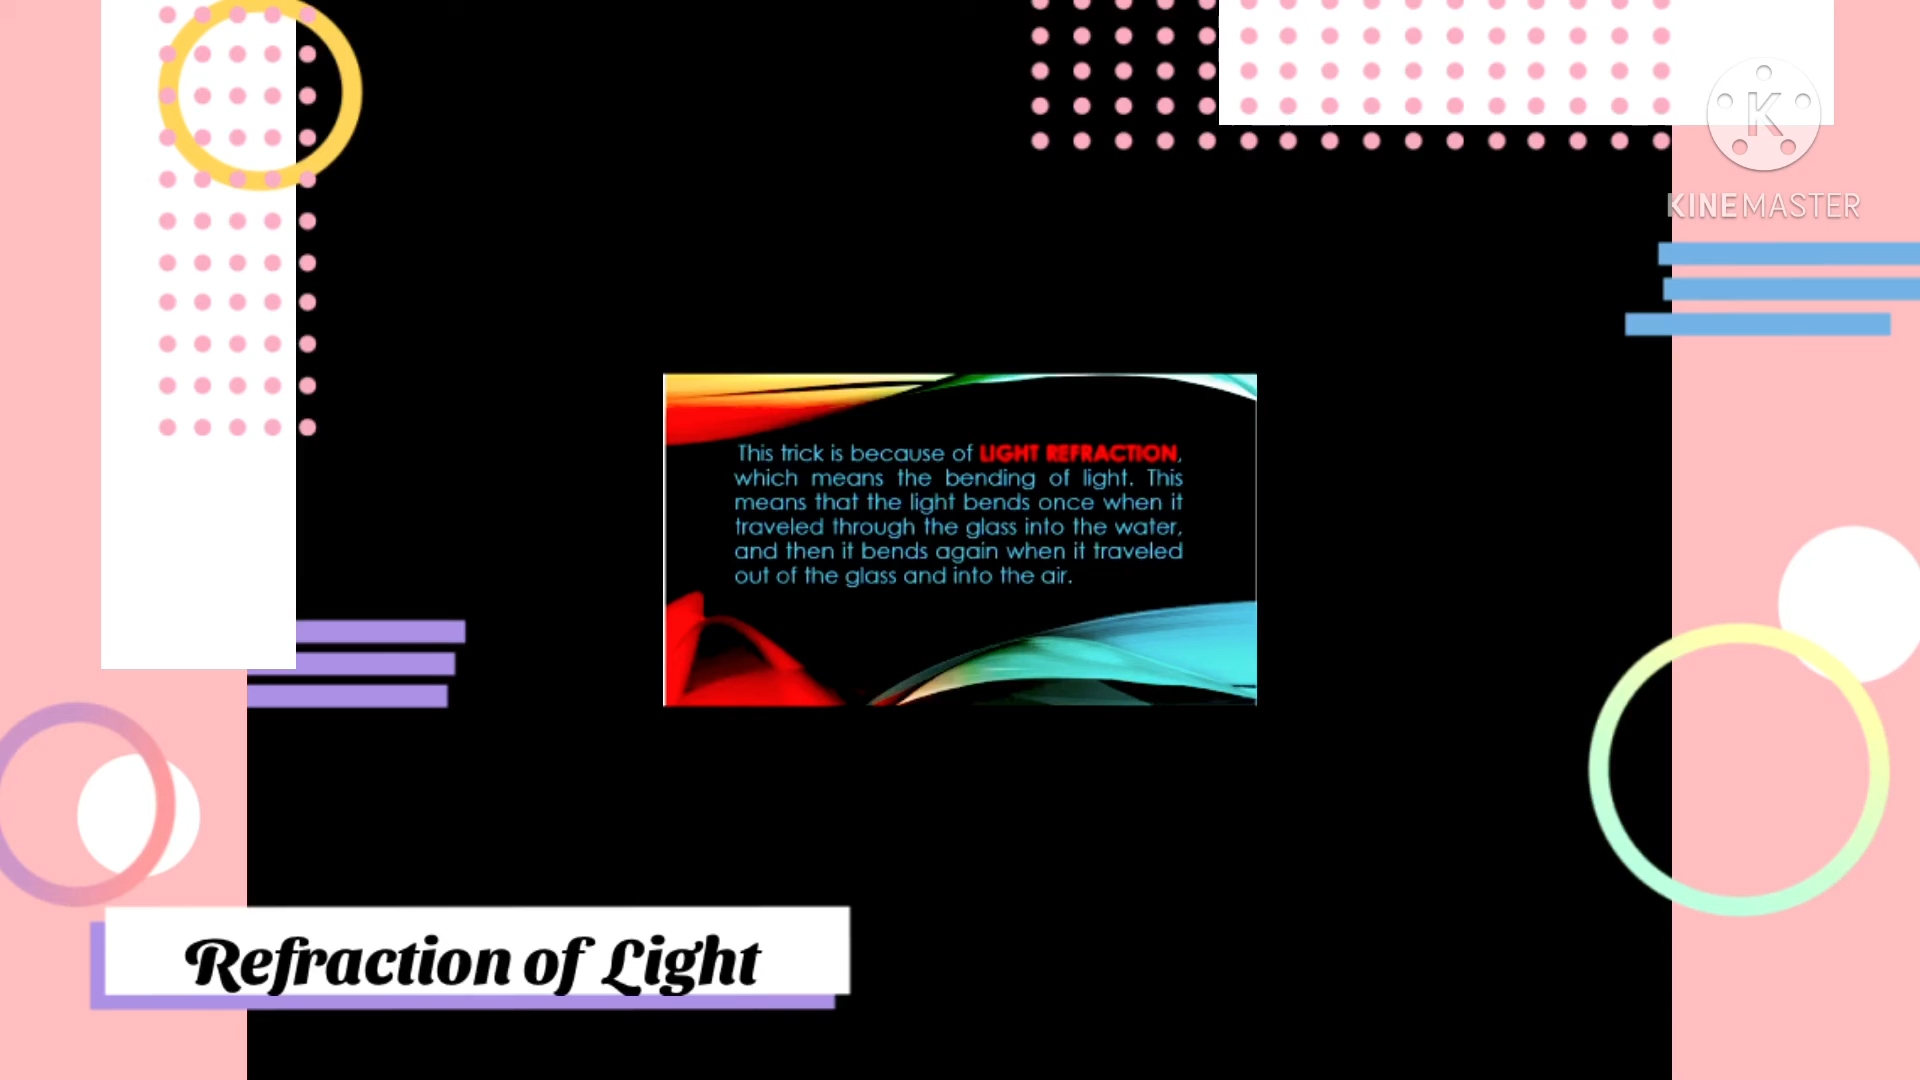 K
KINEMASTER
This trick is because of LIGHT REFRACTION,
which means the bending of light. This
means that the light bends once when it
traveled through the glass into the water,
and then it bends again when it traveled
out of the glass and into the air.
Refraction of Light